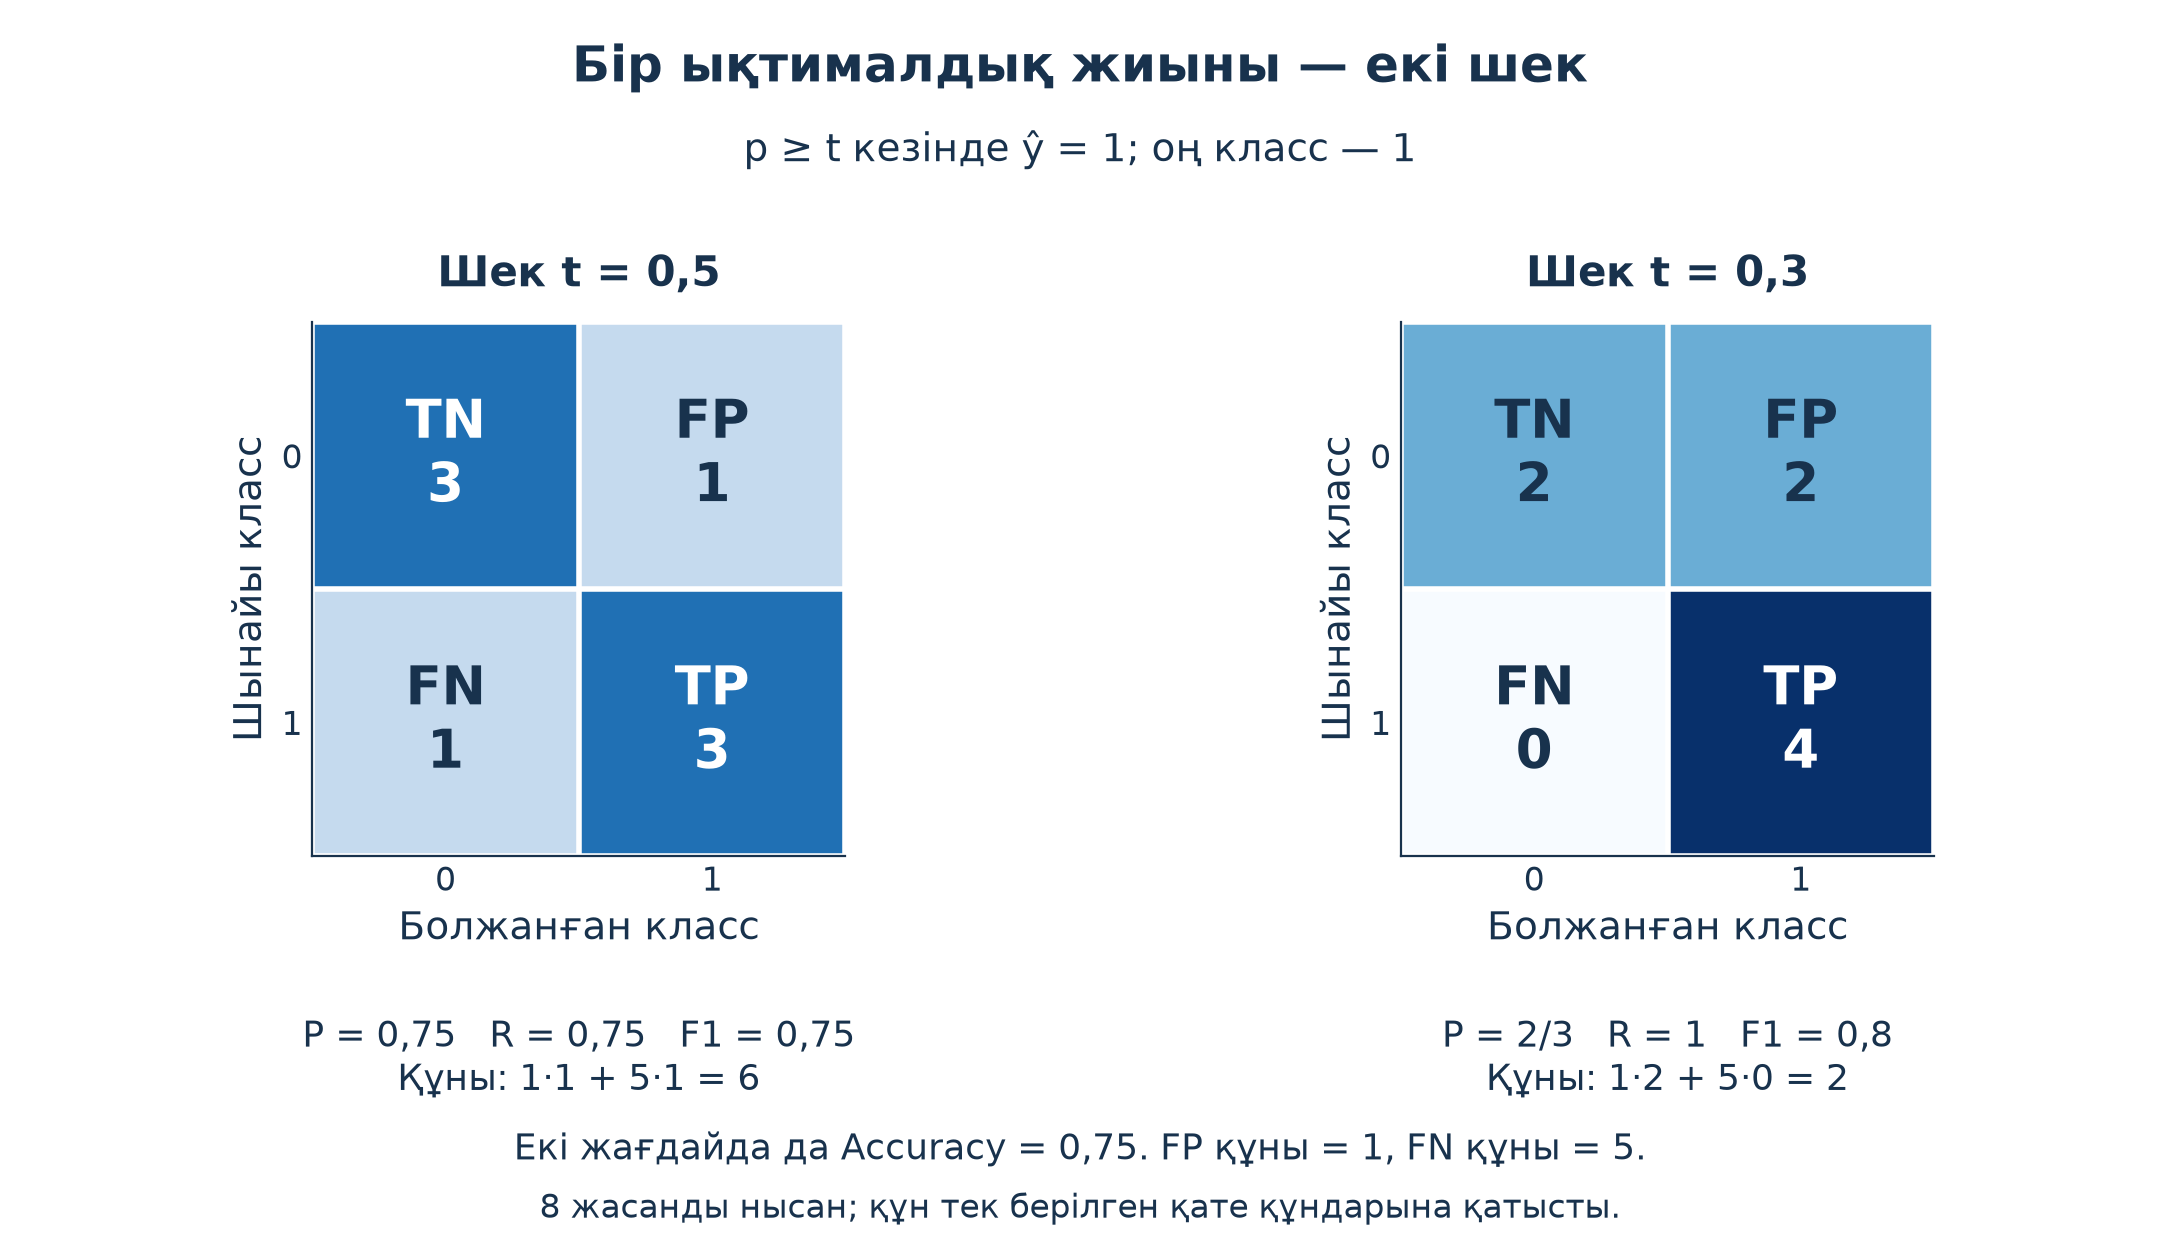 Бір ықтималдық жиыны — екі шек
p ≥ t кезінде ŷ = 1; оң класс — 1
Шек t = 0,5
Шынайы класс
0
1
TN
3
FP
1
FN
1
TP
3
0 1
Болжанған класс
P = 0,75 R = 0,75 F1 = 0,75
Құны: 1·1 + 5·1 = 6
Шек t = 0,3
Шынайы класс
0
1
TN
2
FP
2
FN
0
TP
4
0 1
Болжанған класс
P = 2/3 R = 1 F1 = 0,8
Құны: 1·2 + 5·0 = 2
Екі жағдайда да Accuracy = 0,75. FP құны = 1, FN құны = 5.
8 жасанды нысан; құн тек берілген қате құндарына қатысты.